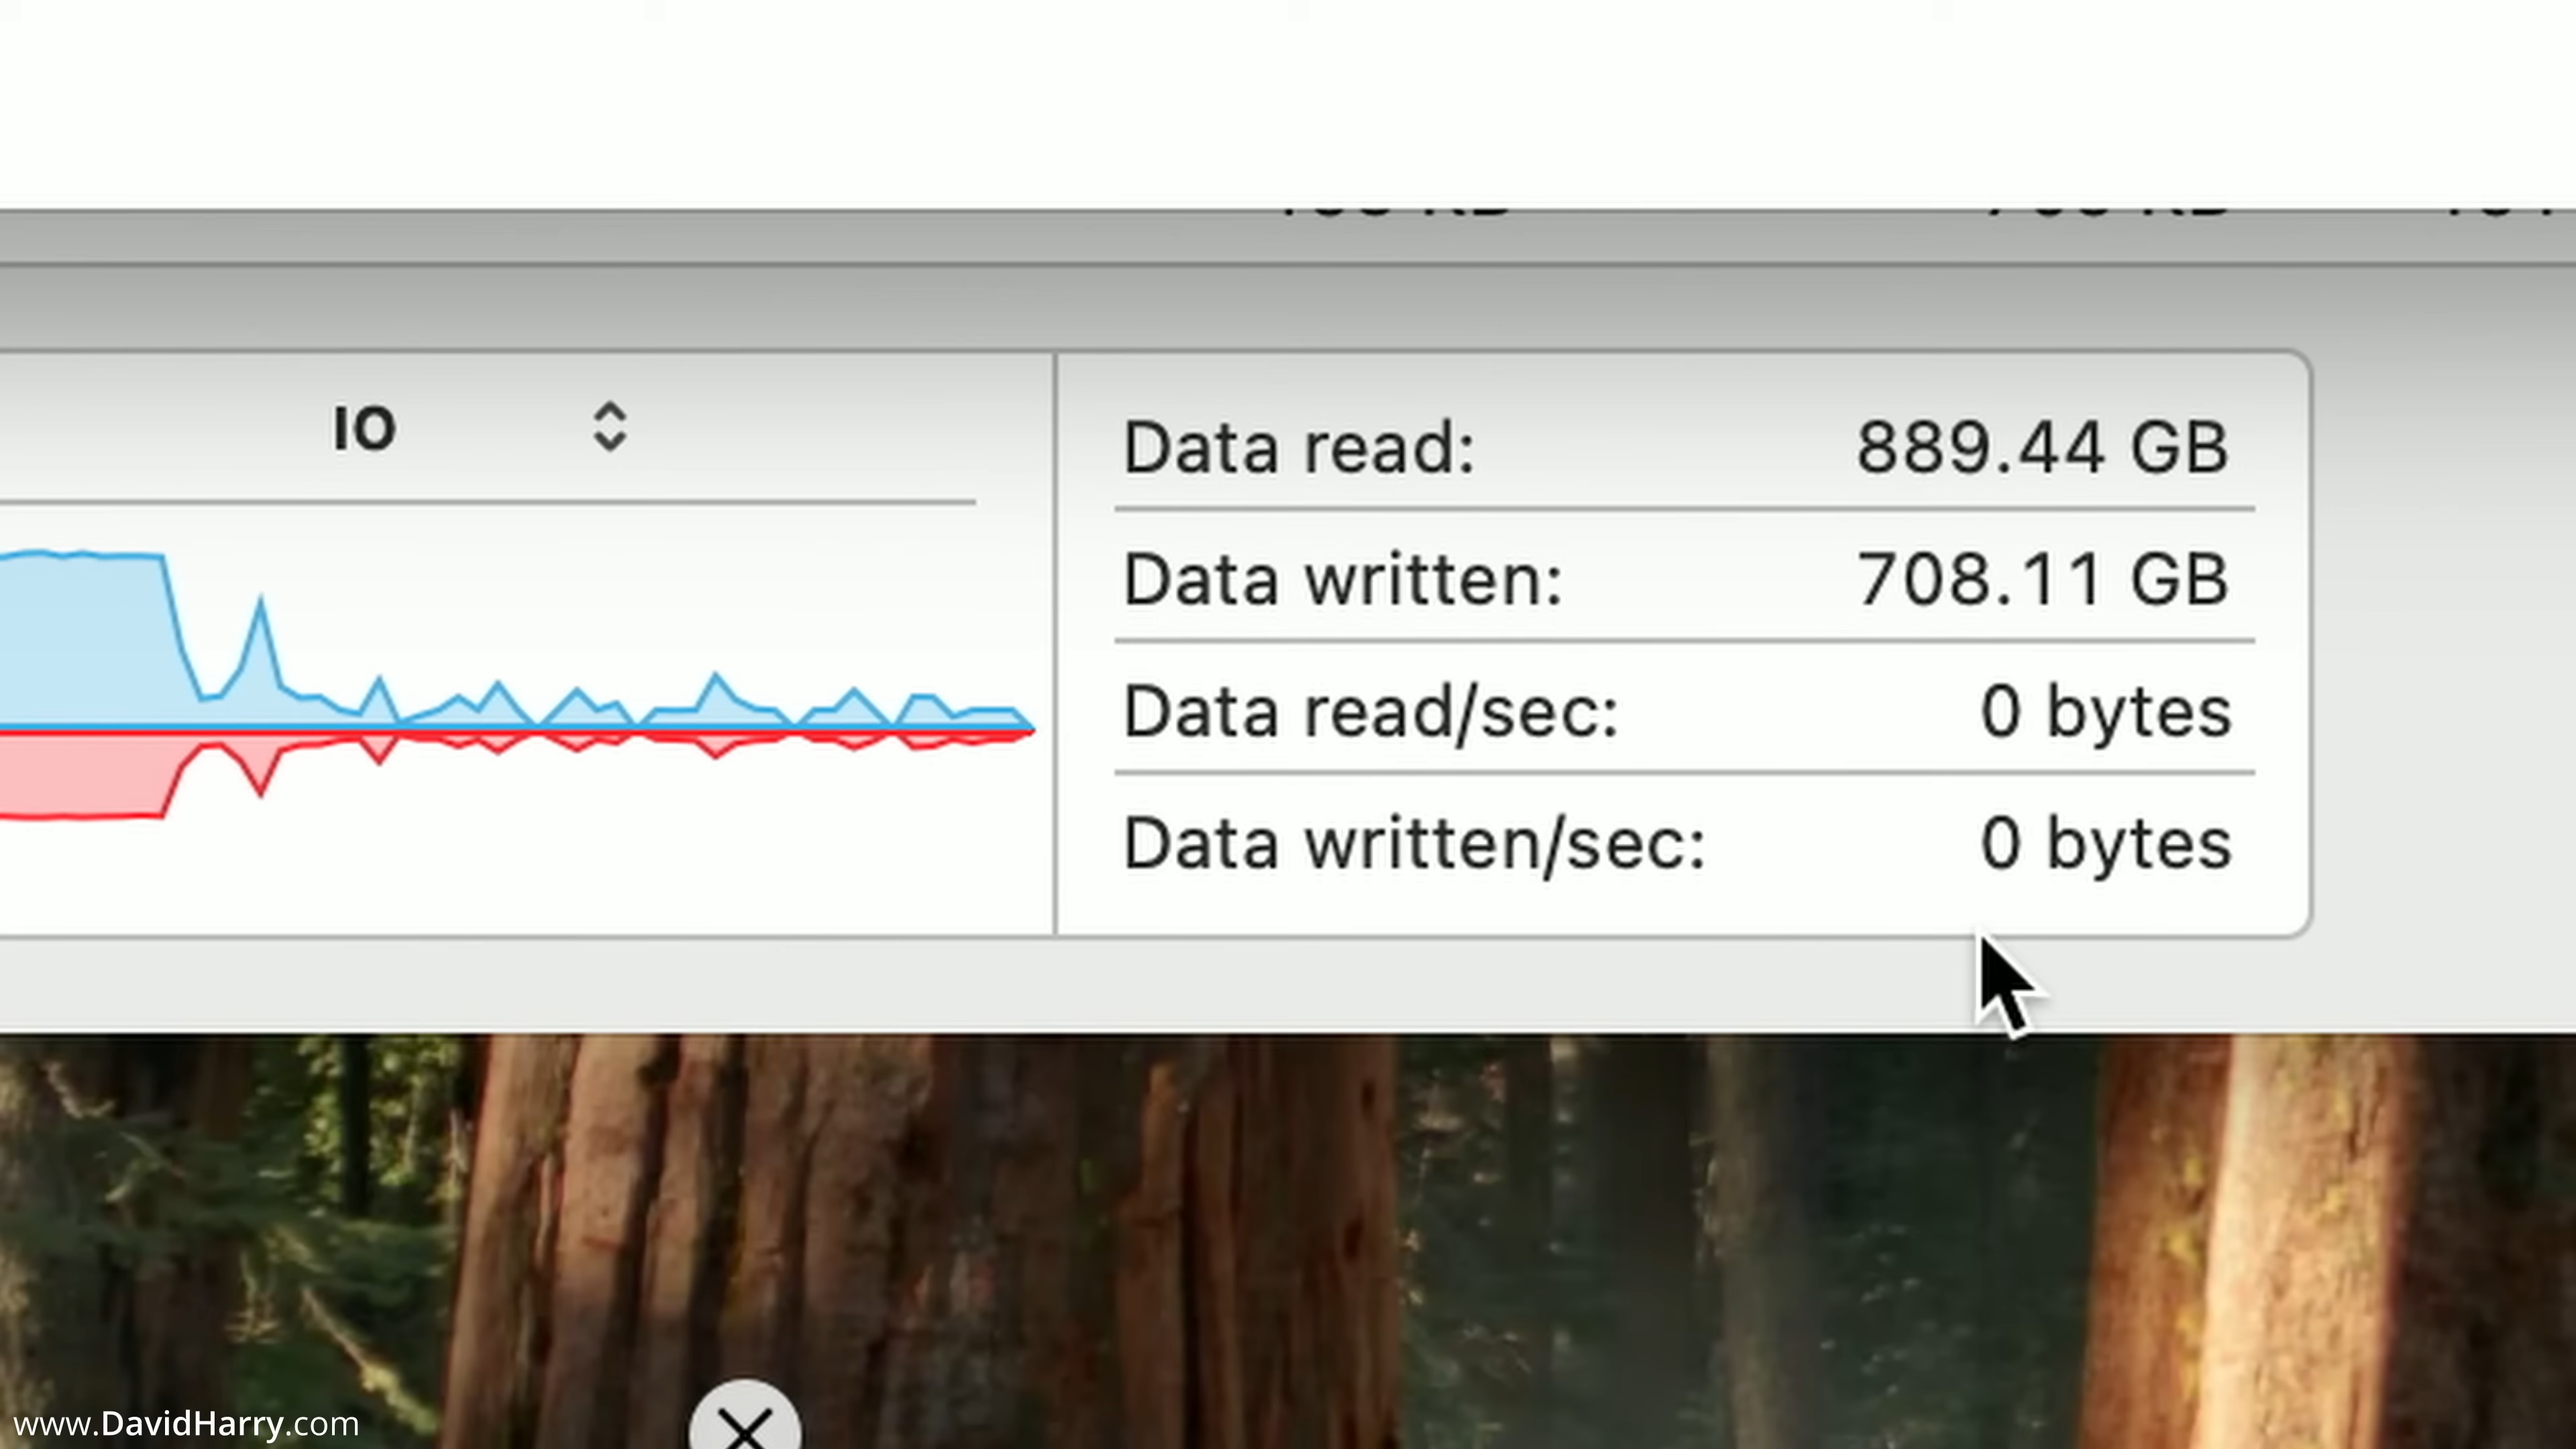 IO
Data read: 889.44 GB
Data written: 708.11 GB
Data read/sec: 0 bytes
Data written/sec: 0 bytes
www.DavidHarry.com